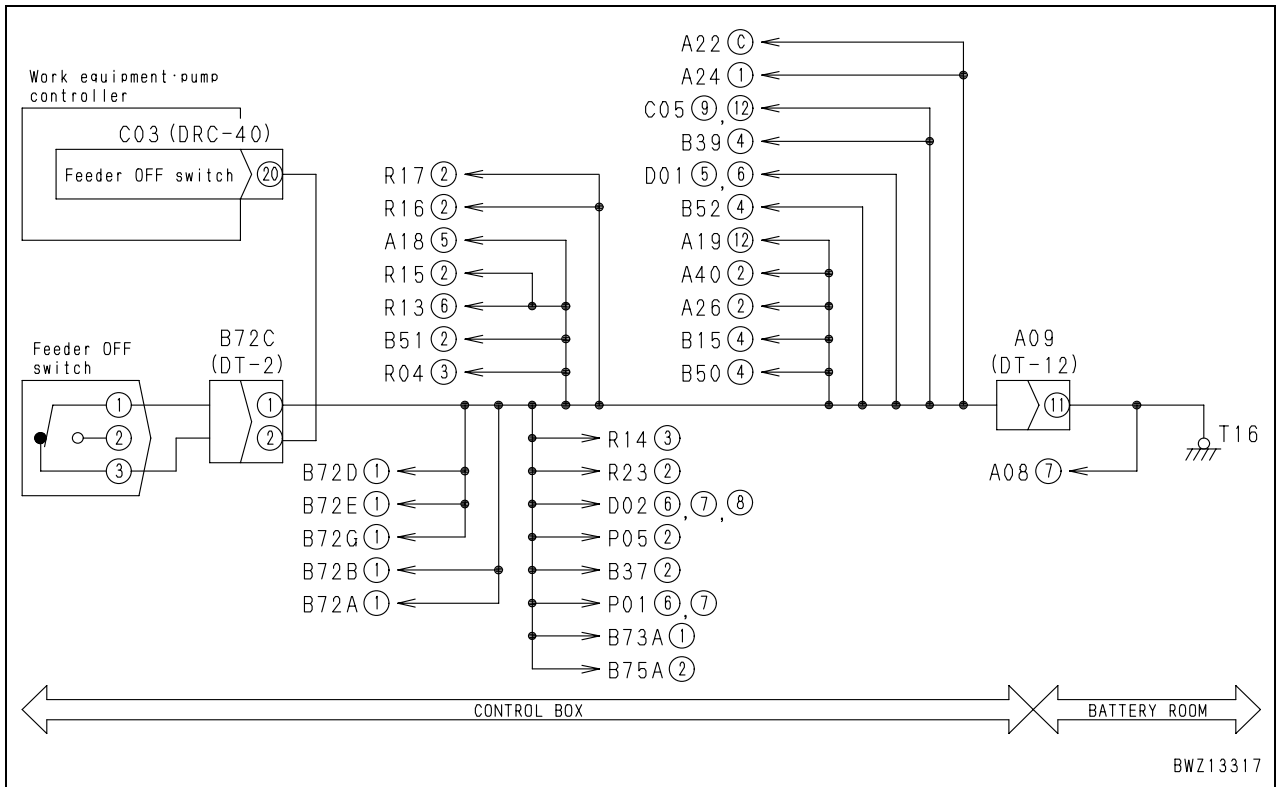 Work equipment·pump
controller
C03 (DRC-40)
Feeder OFF switch 20
Feeder OFF
switch
1
2
3
B72C
(DT-2)
1
2
R17 2
R16 2
A18 5
R15 2
R13 6
B51 2
R04 3
A22 C
A24 1
C05 9, 12
B39 4
D01 5, 6
B52 4
A19 12
A40 2
A26 2
B15 4
B50 4
B72D 1
B72E 1
B72G 1
B72B 1
B72A 1
R14 3
R23 2
D02 6, 7, 8
P05 2
B37 2
P01 6, 7
B73A 1
B75A 2
A09
(DT-12)
11
T16
A08 7
CONTROL BOX
BATTERY ROOM
BWZ13317